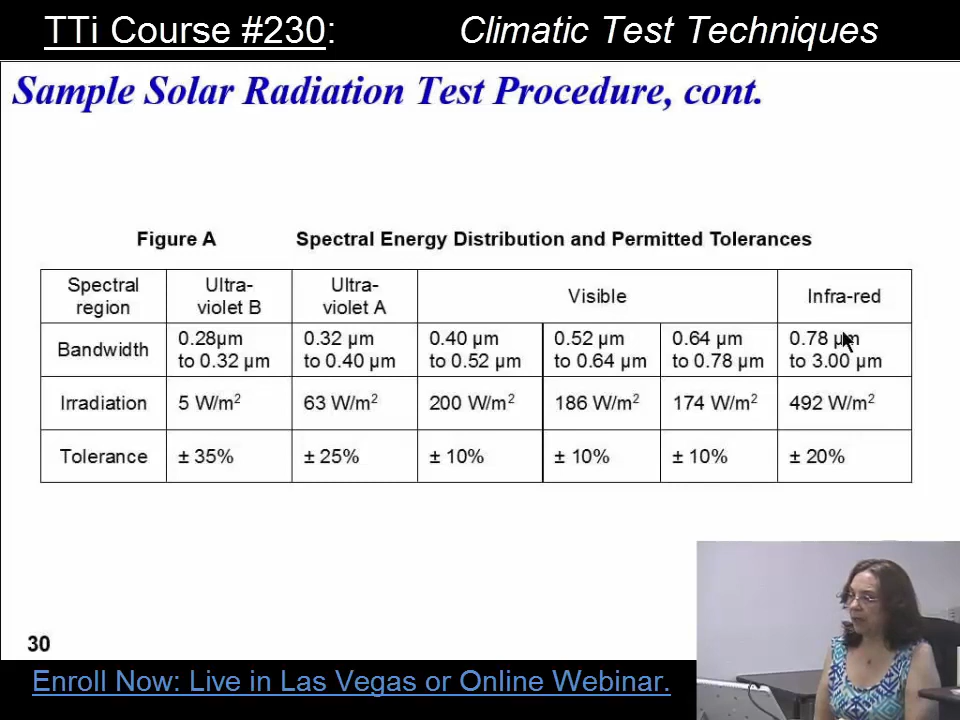 TTi Course #230: Climatic Test Techniques
Sample Solar Radiation Test Procedure, cont.
Figure A Spectral Energy Distribution and Permitted Tolerances
Spectral region
Ultra-violet B
Ultra-violet A
Visible
Infra-red
Bandwidth
0.28µm to 0.32 µm
0.32 µm to 0.40 µm
0.40 µm to 0.52 µm
0.52 µm to 0.64 µm
0.64 µm to 0.78 µm
0.78 µm to 3.00 µm
Irradiation 5 W/m² 63 W/m² 200 W/m² 186 W/m² 174 W/m² 492 W/m²
Tolerance ± 35% ± 25% ± 10% ± 10% ± 10% ± 20%
30
Enroll Now: Live in Las Vegas or Online Webinar.